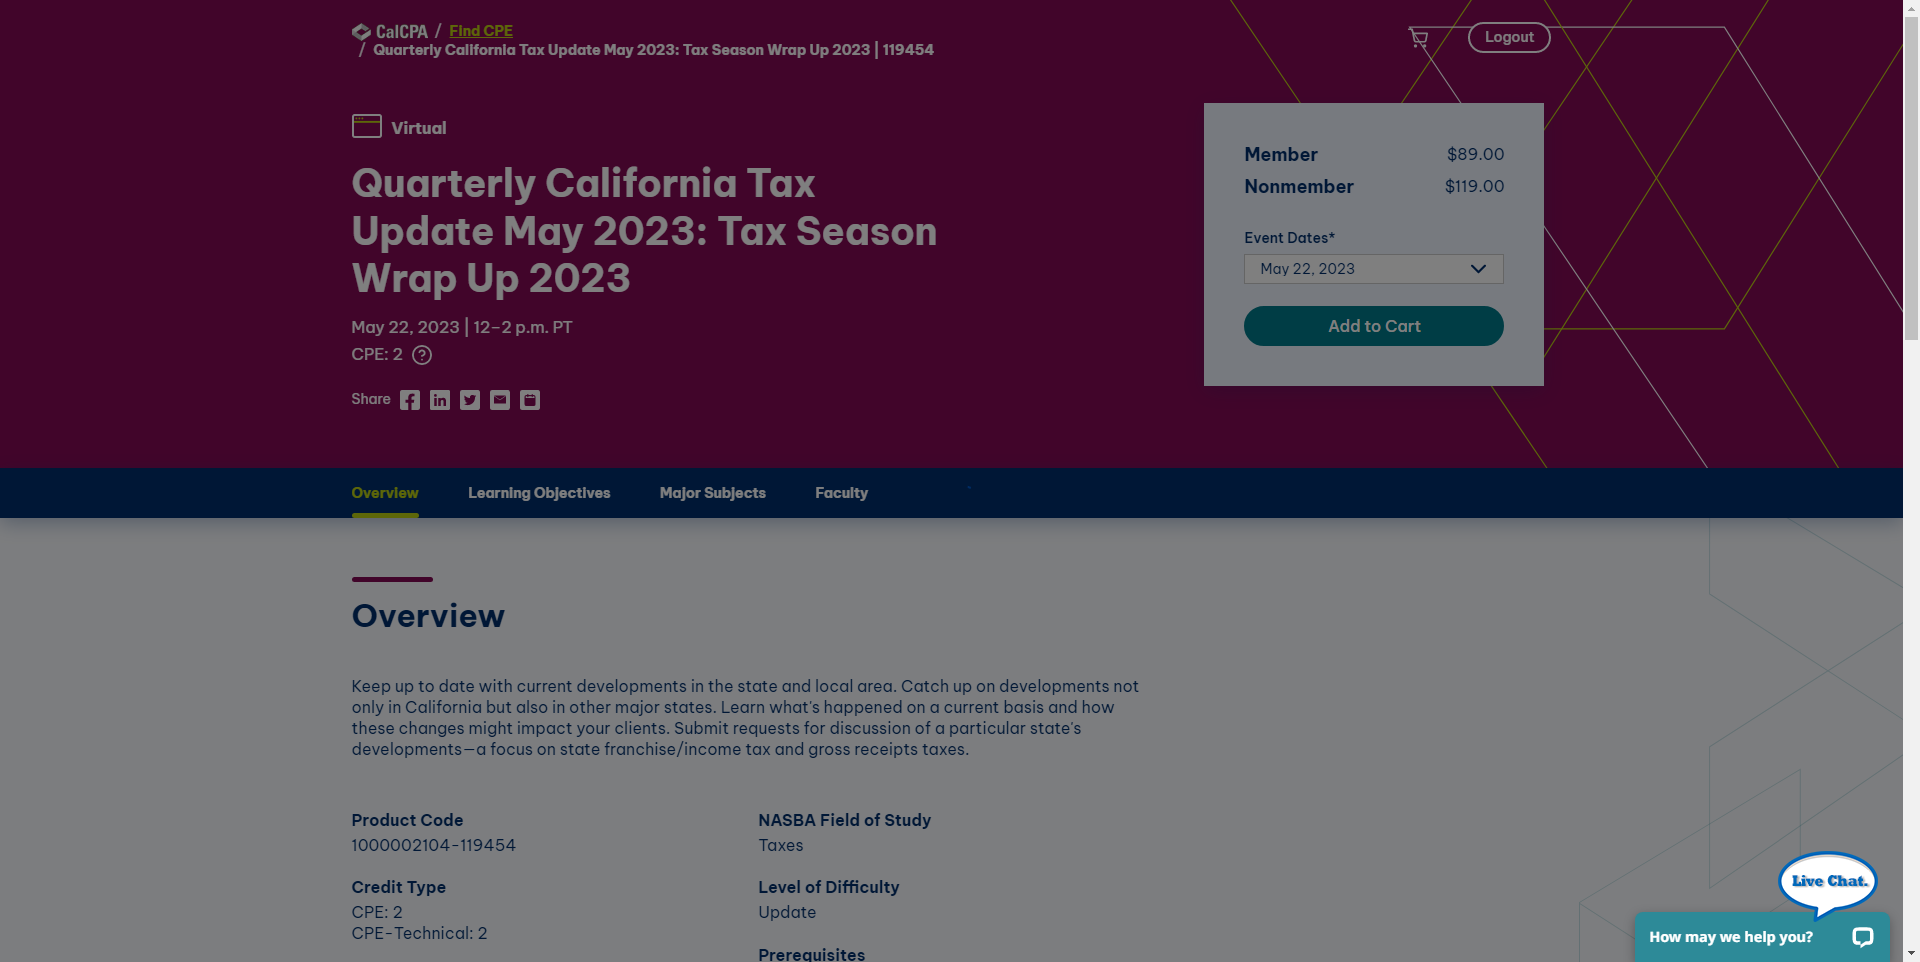 CalCPA / Find CPE
/ Quarterly California Tax Update May 2023: Tax Season Wrap Up 2023 | 119454
Logout
Virtual
Quarterly California Tax
Update May 2023: Tax Season
Wrap Up 2023
May 22, 2023 | 12–2 p.m. PT
CPE: 2 ?
Share
Member $89.00
Nonmember $119.00
Event Dates*
May 22, 2023
Add to Cart
Overview Learning Objectives Major Subjects Faculty
Overview
Keep up to date with current developments in the state and local area. Catch up on developments not
only in California but also in other major states. Learn what's happened on a current basis and how
these changes might impact your clients. Submit requests for discussion of a particular state's
developments—a focus on state franchise/income tax and gross receipts taxes.
Product Code
1000002104-119454
Credit Type
CPE: 2
CPE-Technical: 2
NASBA Field of Study
Taxes
Level of Difficulty
Update
Prerequisites
Live Chat.
How may we help you?